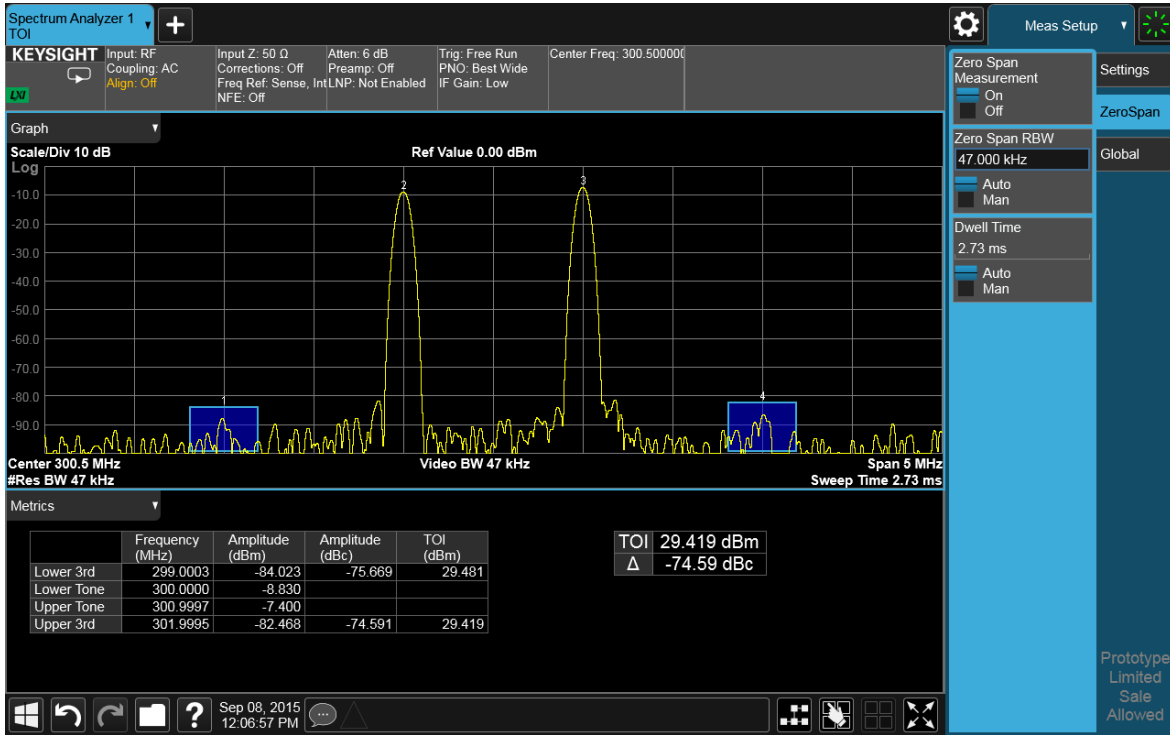 Spectrum Analyzer 1
TOI
Meas Setup
KEYSIGHT
LXI
Input: RF
Coupling: AC
Align: Off
Input Z: 50 Ω
Corrections: Off
Freq Ref: Sense, Int
NFE: Off
Atten: 6 dB
Preamp: Off
LNP: Not Enabled
Trig: Free Run
PNO: Best Wide
IF Gain: Low
Center Freq: 300.500000
Graph
Scale/Div 10 dB
Ref Value 0.00 dBm
Log
-10.0
-20.0
-30.0
-40.0
-50.0
-60.0
-70.0
-80.0
-90.0
1
2
3
4
Center 300.5 MHz
Video BW 47 kHz
Span 5 MHz
#Res BW 47 kHz
Sweep Time 2.73 ms
Metrics
Frequency (MHz) Amplitude (dBm) Amplitude (dBc) TOI (dBm)
Lower 3rd 299.0003 -84.023 -75.669 29.481
Lower Tone 300.0000 -8.830
Upper Tone 300.9997 -7.400
Upper 3rd 301.9995 -82.468 -74.591 29.419
TOI 29.419 dBm
Δ -74.59 dBc
Zero Span
Measurement
On
Off
Zero Span RBW
47.000 kHz
Auto
Man
Dwell Time
2.73 ms
Auto
Man
Settings
ZeroSpan
Global
Prototype
Limited
Sale
Allowed
?
Sep 08, 2015
12:06:57 PM